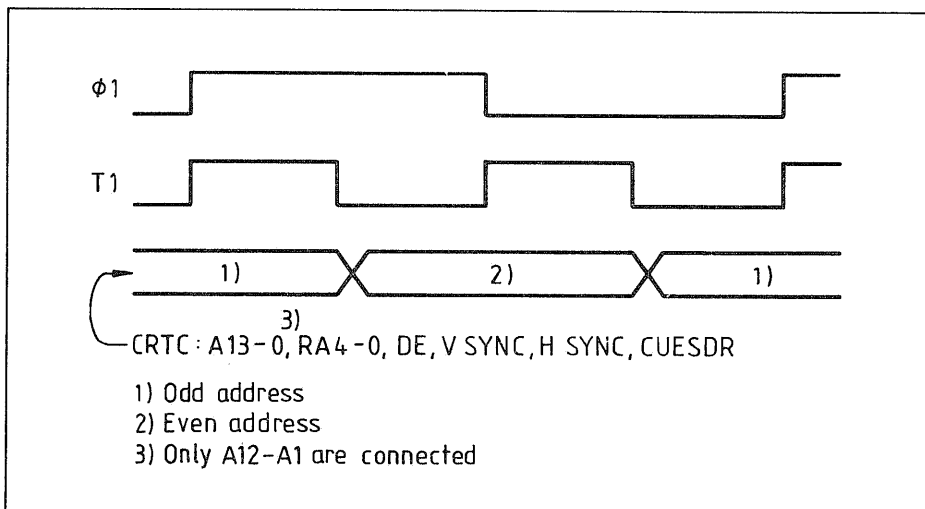 ϕ1
T1
1) 2) 1)
3)
CRTC: A13-0, RA4-0, DE, V SYNC, H SYNC, CUESDR
1) Odd address
2) Even address
3) Only A12-A1 are connected